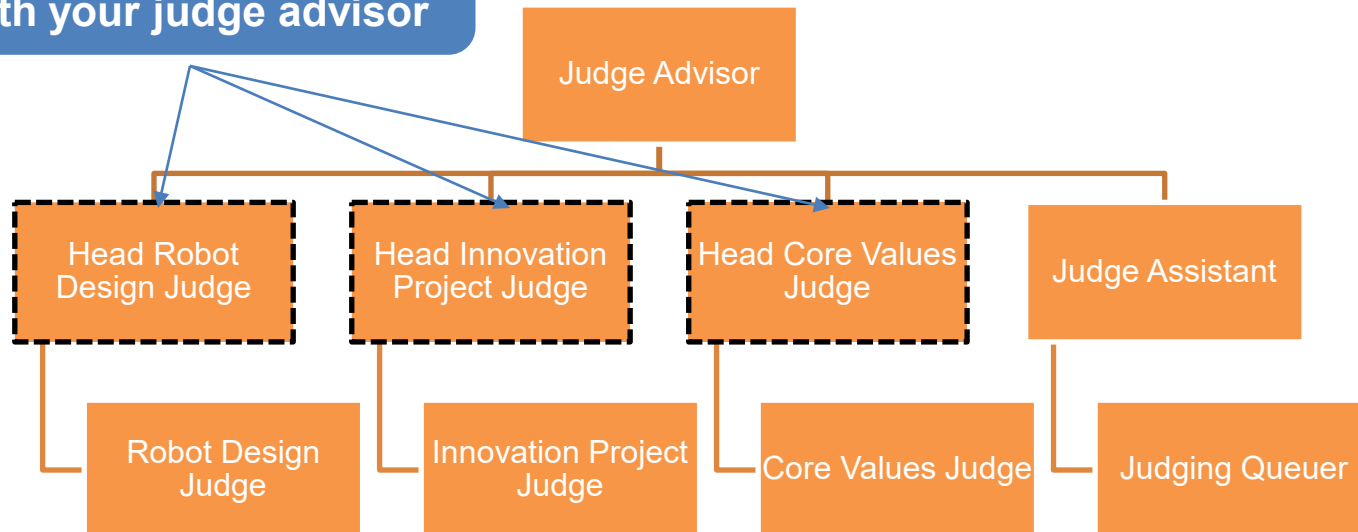 your judge advisor
Judge Advisor
Head Robot
Design Judge
Head Innovation
Project Judge
Head Core Values
Judge
Judge Assistant
Robot Design
Judge
Innovation Project
Judge
Core Values Judge
Judging Queuer